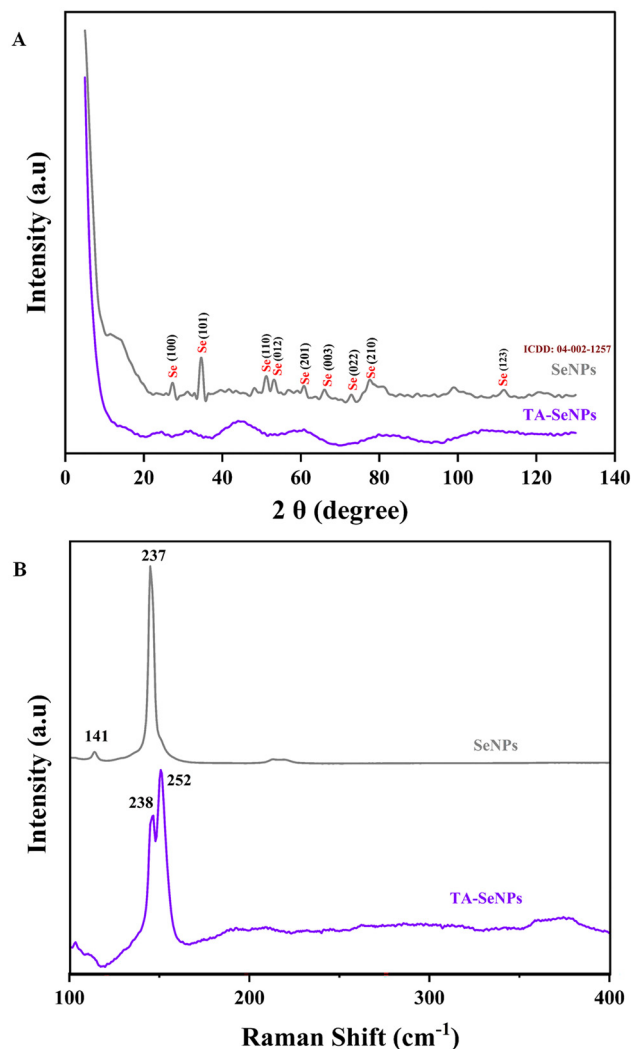 A
Intensity (a.u)
Se (100)
Se (101)
Se (110)
Se (012)
Se (201)
Se (003)
Se (022)
Se (210)
Se (123)
ICDD: 04-002-1257
SeNPs
TA-SeNPs
0 20 40 60 80 100 120 140
2 θ (degree)
B
Intensity (a.u)
237
141
SeNPs
252
238
TA-SeNPs
100 200 300 400
Raman Shift (cm⁻¹)